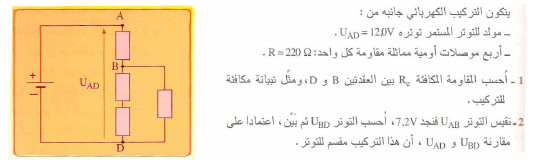 A
B
U_AD
D
+
−
يتكون التركيب الكهربائي جانبه من :
ـ مولد للتوتر المستمر توتره U_AD = 12,0V .
ـ أربع موصلات أومية مماثلة مقاومة كل واحد: R = 220 Ω .
1 - أحسب المقاومة المكافئة R_e بين العقدتين B و D، ومثّل تبيانة مكافئة
للتركيب .
2 - نقيس التوتر U_AB فنجد 7,2V، أحسب التوتر U_BD ثم بيّن، اعتمادا على
مقارنة U_BD و U_AD ، أن هذا التركيب مقسم للتوتر.